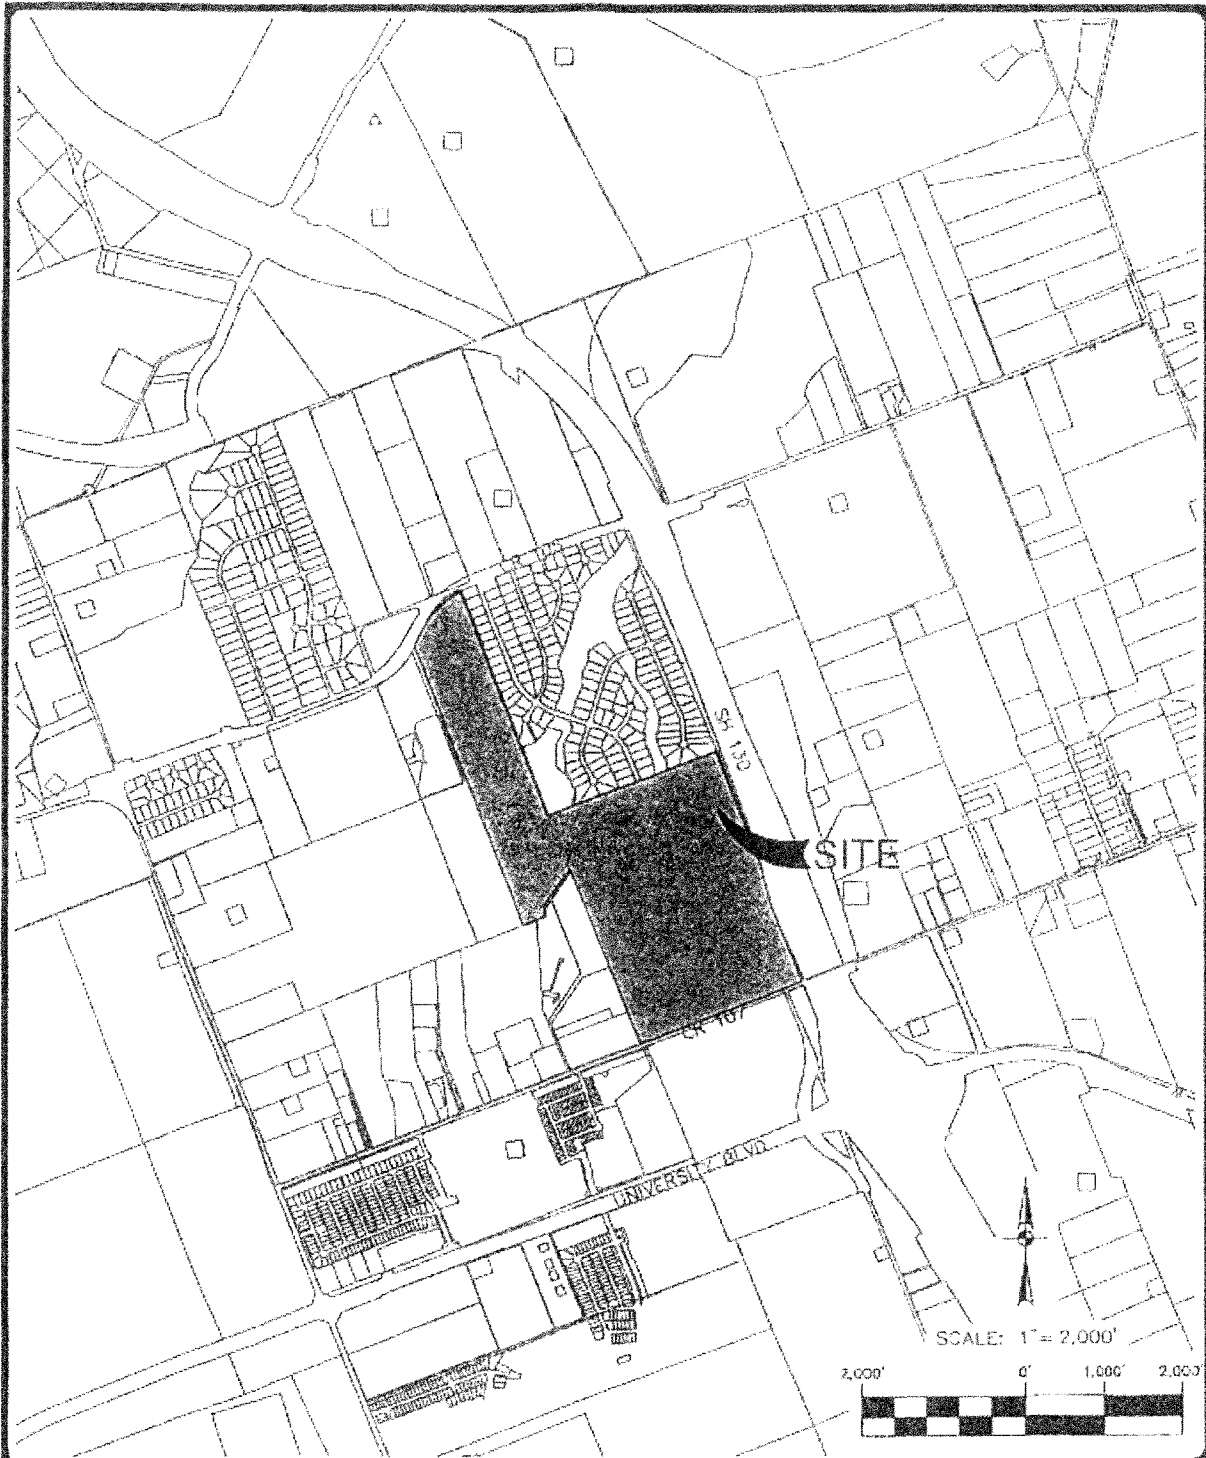 SH 130
SITE
CR 107
UNIVERSITY BLVD.
SCALE: 1"= 2,000'
2,000' 0' 1,000' 2,000'